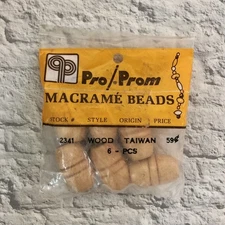 Pro/Prom
MACRAMÉ BEADS
STOCK # STYLE ORIGIN PRICE
2341 WOOD TAIWAN 59¢
6 - PCS